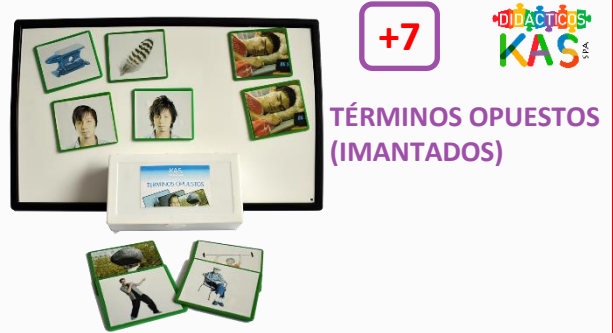 +7
DIDÁCTICOS
KAS
SPA
TÉRMINOS OPUESTOS
(IMANTADOS)
KAS
TERMINOS OPUESTOS